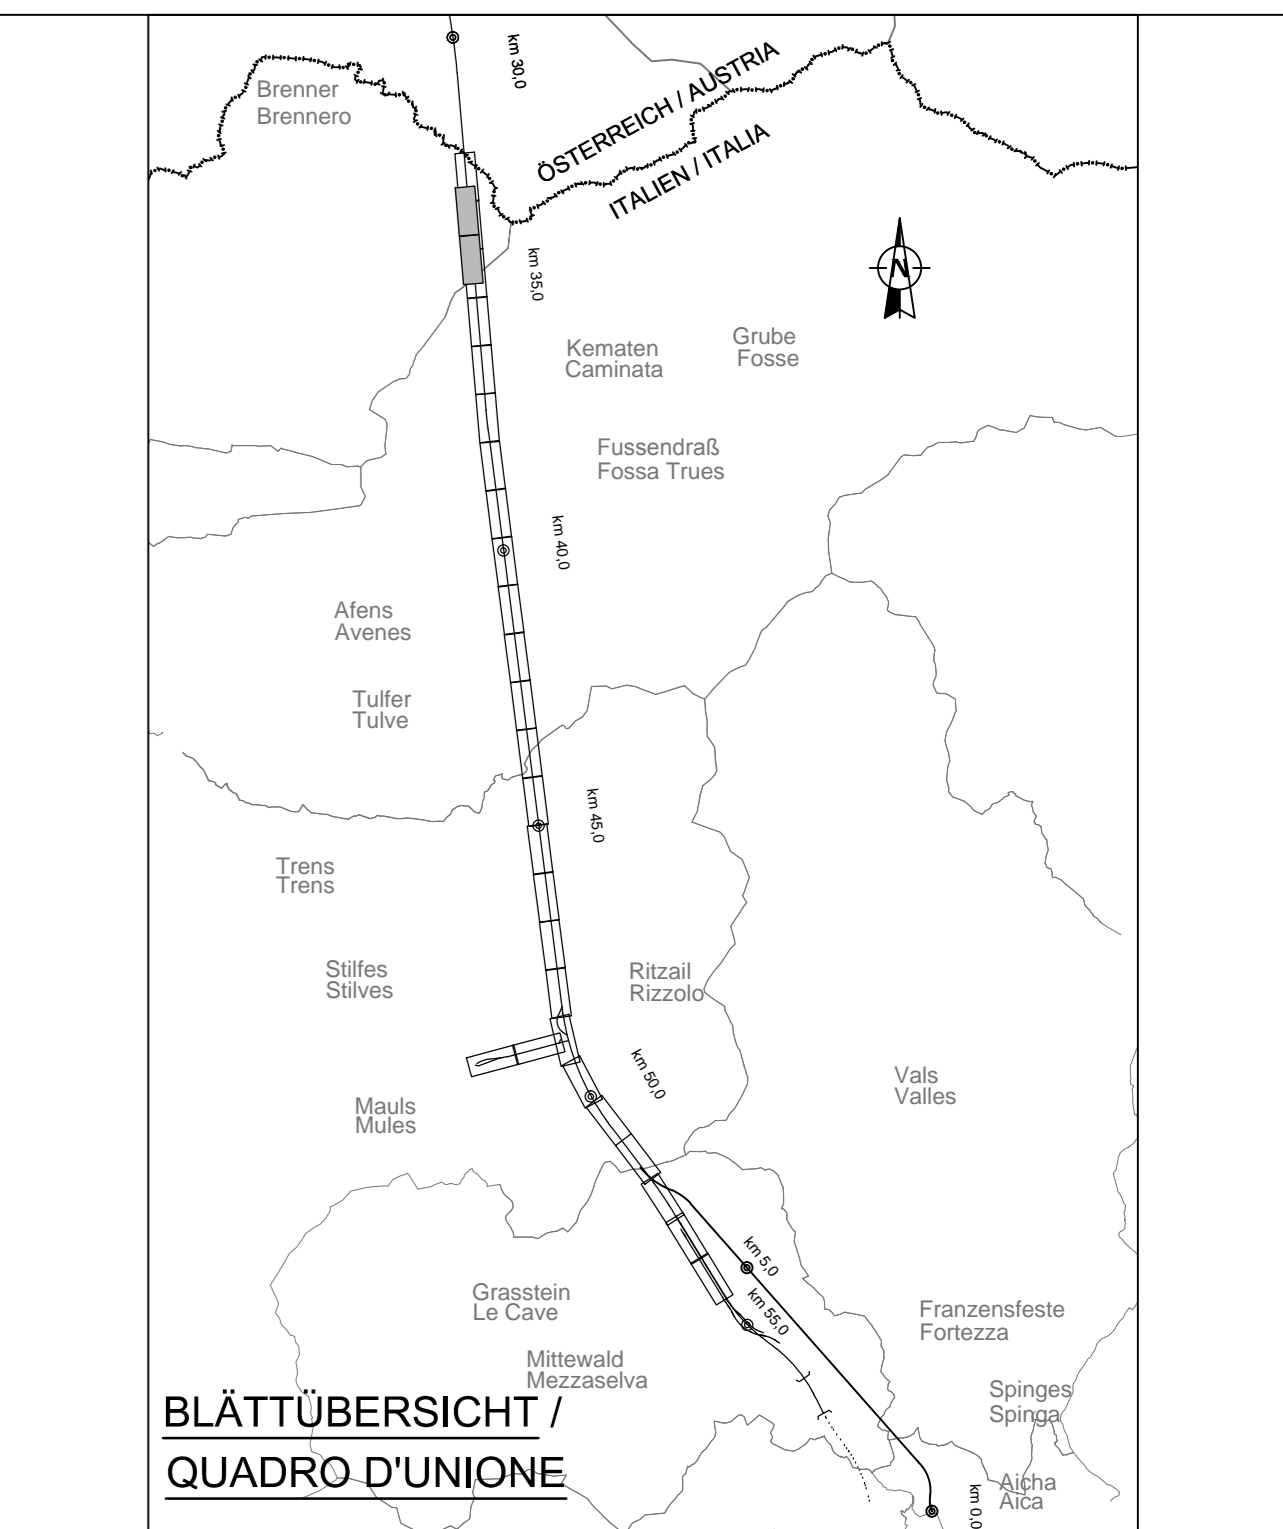 km 30,0
ÖSTERREICH / AUSTRIA
ITALIEN / ITALIA
Brenner
Brennero
km 35,0
N
Kematen
Caminata
Grube
Fosse
Fussendraß
Fossa Trues
km 40,0
Afens
Avenes
Tulfer
Tulve
km 45,0
Trens
Trens
Stilfes
Stilves
Ritzail
Rizzolo
km 50,0
Vals
Valles
Mauls
Mules
km 5,0
km 55,0
Grasstein
Le Cave
Franzensfeste
Fortezza
Mittewald
Mezzaselva
Spinges
Spinga
BLÄTTÜBERSICHT /
QUADRO D'UNIONE
Aicha
Aica
km 0,0